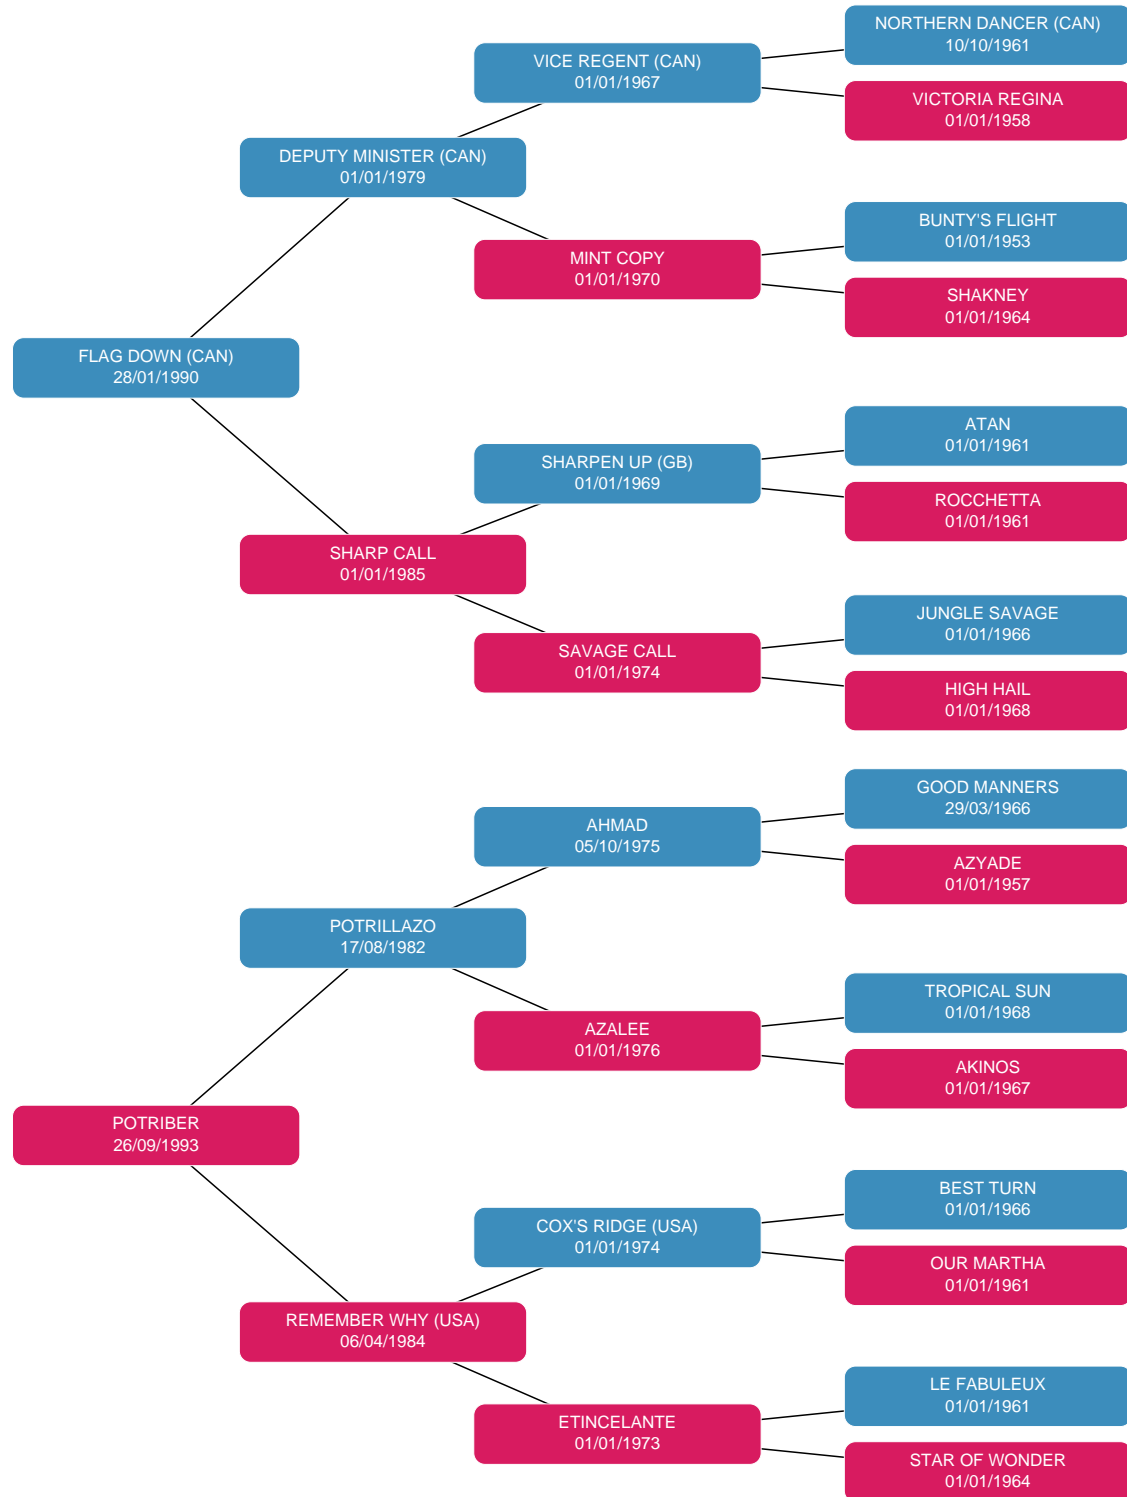 NORTHERN DANCER (CAN)
10/10/1961
VICE REGENT (CAN)
01/01/1967
VICTORIA REGINA
01/01/1958
DEPUTY MINISTER (CAN)
01/01/1979
BUNTY'S FLIGHT
01/01/1953
MINT COPY
01/01/1970
SHAKNEY
01/01/1964
FLAG DOWN (CAN)
28/01/1990
ATAN
01/01/1961
SHARPEN UP (GB)
01/01/1969
ROCCHETTA
01/01/1961
SHARP CALL
01/01/1985
JUNGLE SAVAGE
01/01/1966
SAVAGE CALL
01/01/1974
HIGH HAIL
01/01/1968
GOOD MANNERS
29/03/1966
AHMAD
05/10/1975
AZYADE
01/01/1957
POTRILLAZO
17/08/1982
TROPICAL SUN
01/01/1968
AZALEE
01/01/1976
AKINOS
01/01/1967
POTRIBER
26/09/1993
BEST TURN
01/01/1966
COX'S RIDGE (USA)
01/01/1974
OUR MARTHA
01/01/1961
REMEMBER WHY (USA)
06/04/1984
LE FABULEUX
01/01/1961
ETINCELANTE
01/01/1973
STAR OF WONDER
01/01/1964